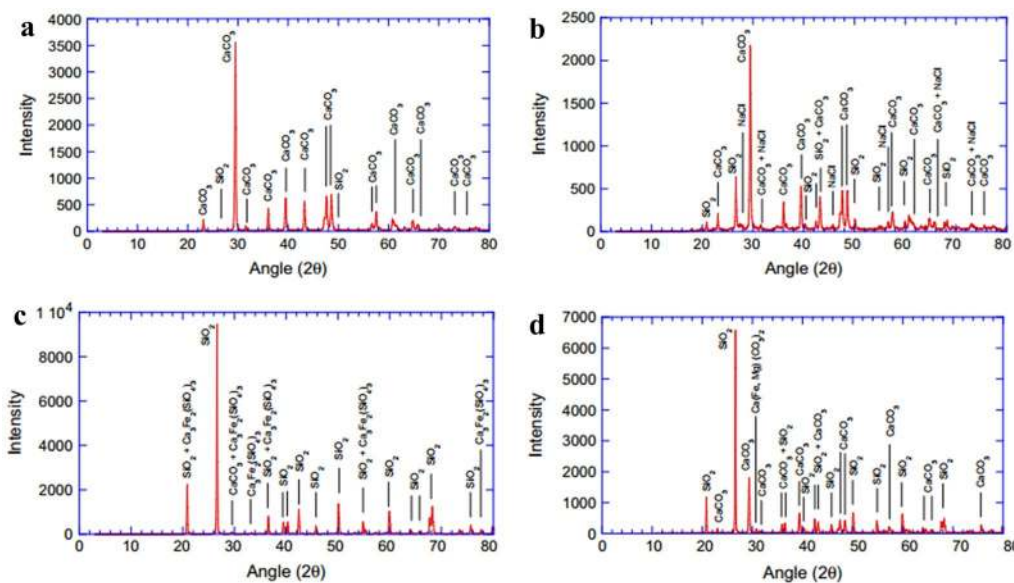 a
4000
3500
3000
2500
2000
1500
1000
500
0
Intensity
CaCO₃
SiO₂
CaCO₃
CaCO₃
CaCO₃
CaCO₃
CaCO₃
CaCO₃
SiO₂
CaCO₃
CaCO₃
CaCO₃
CaCO₃
CaCO₃
CaCO₃
0 10 20 30 40 50 60 70 80
Angle (2θ)
b
2500
2000
1500
1000
500
0
Intensity
SiO₂
CaCO₃
SiO₂
NaCl
CaCO₃
CaCO₃ + NaCl
CaCO₃
CaCO₃
SiO₂
SiO₂ + CaCO₃
NaCl
CaCO₃
SiO₂
SiO₂
NaCl
CaCO₃
SiO₂
CaCO₃
CaCO₃
CaCO₃ + NaCl
SiO₂
CaCO₃ + NaCl
CaCO₃
0 10 20 30 40 50 60 70 80
Angle (2θ)
c
1 10⁴
8000
6000
4000
2000
0
Intensity
SiO₂ + Ca₃Fe₂(SiO₄)₃
SiO₂
CaCO₃ + Ca₃Fe₂(SiO₄)₃
Ca₃Fe₂(SiO₄)₃
SiO₂ + Ca₃Fe₂(SiO₄)₃
SiO₂
SiO₂
SiO₂
SiO₂
SiO₂ + Ca₃Fe₂(SiO₄)₃
SiO₂
SiO₂
SiO₂
SiO₂
Ca₃Fe₂(SiO₄)₃
0 10 20 30 40 50 60 70 80
Angle (2θ)
d
7000
6000
5000
4000
3000
2000
1000
0
Intensity
SiO₂
CaCO₃
SiO₂
CaCO₃
Ca(Fe, Mg)(CO₃)₂
CaCO₃
CaCO₃ + SiO₂
CaCO₃
SiO₂
SiO₂ + CaCO₃
SiO₂
CaCO₃
SiO₂
SiO₂
CaCO₃
SiO₂
CaCO₃
SiO₂
CaCO₃
0 10 20 30 40 50 60 70 80
Angle (2θ)